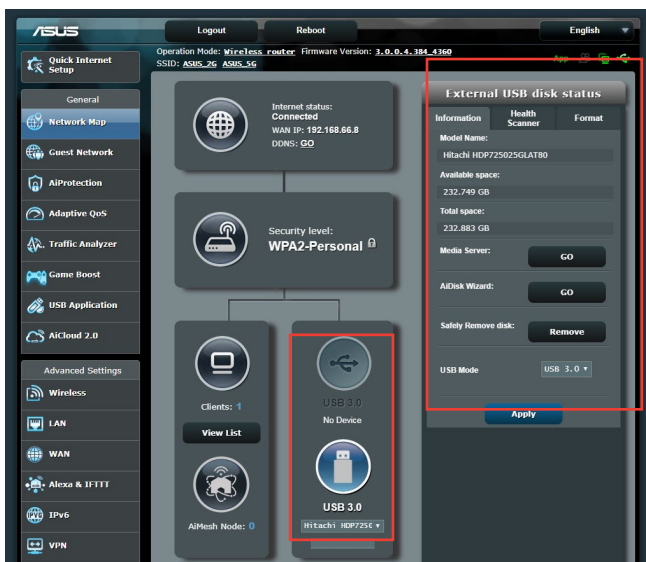 ASUS
Logout
Reboot
English
Quick Internet
Setup
Operation Mode: Wireless router Firmware Version: 3.0.0.4.384_4360
SSID: ASUS_2G ASUS_5G
App
General
Network Map
Guest Network
AiProtection
Adaptive QoS
Traffic Analyzer
Game Boost
USB Application
AiCloud 2.0
Advanced Settings
Wireless
LAN
WAN
Alexa & IFTTT
IPv6
VPN
Internet status:
Connected
WAN IP: 192.168.66.8
DDNS: GO
Security level:
WPA2-Personal
Clients: 1
View List
AiMesh Node: 0
USB 3.0
No Device
USB 3.0
Hitachi HDP725C
External USB disk status
Information
Health
Scanner
Format
Model Name:
Hitachi HDP725025GLAT80
Available space:
232.749 GB
Total space:
232.883 GB
Media Server:
GO
AiDisk Wizard:
GO
Safely Remove disk:
Remove
USB Mode
USB 3.0
Apply